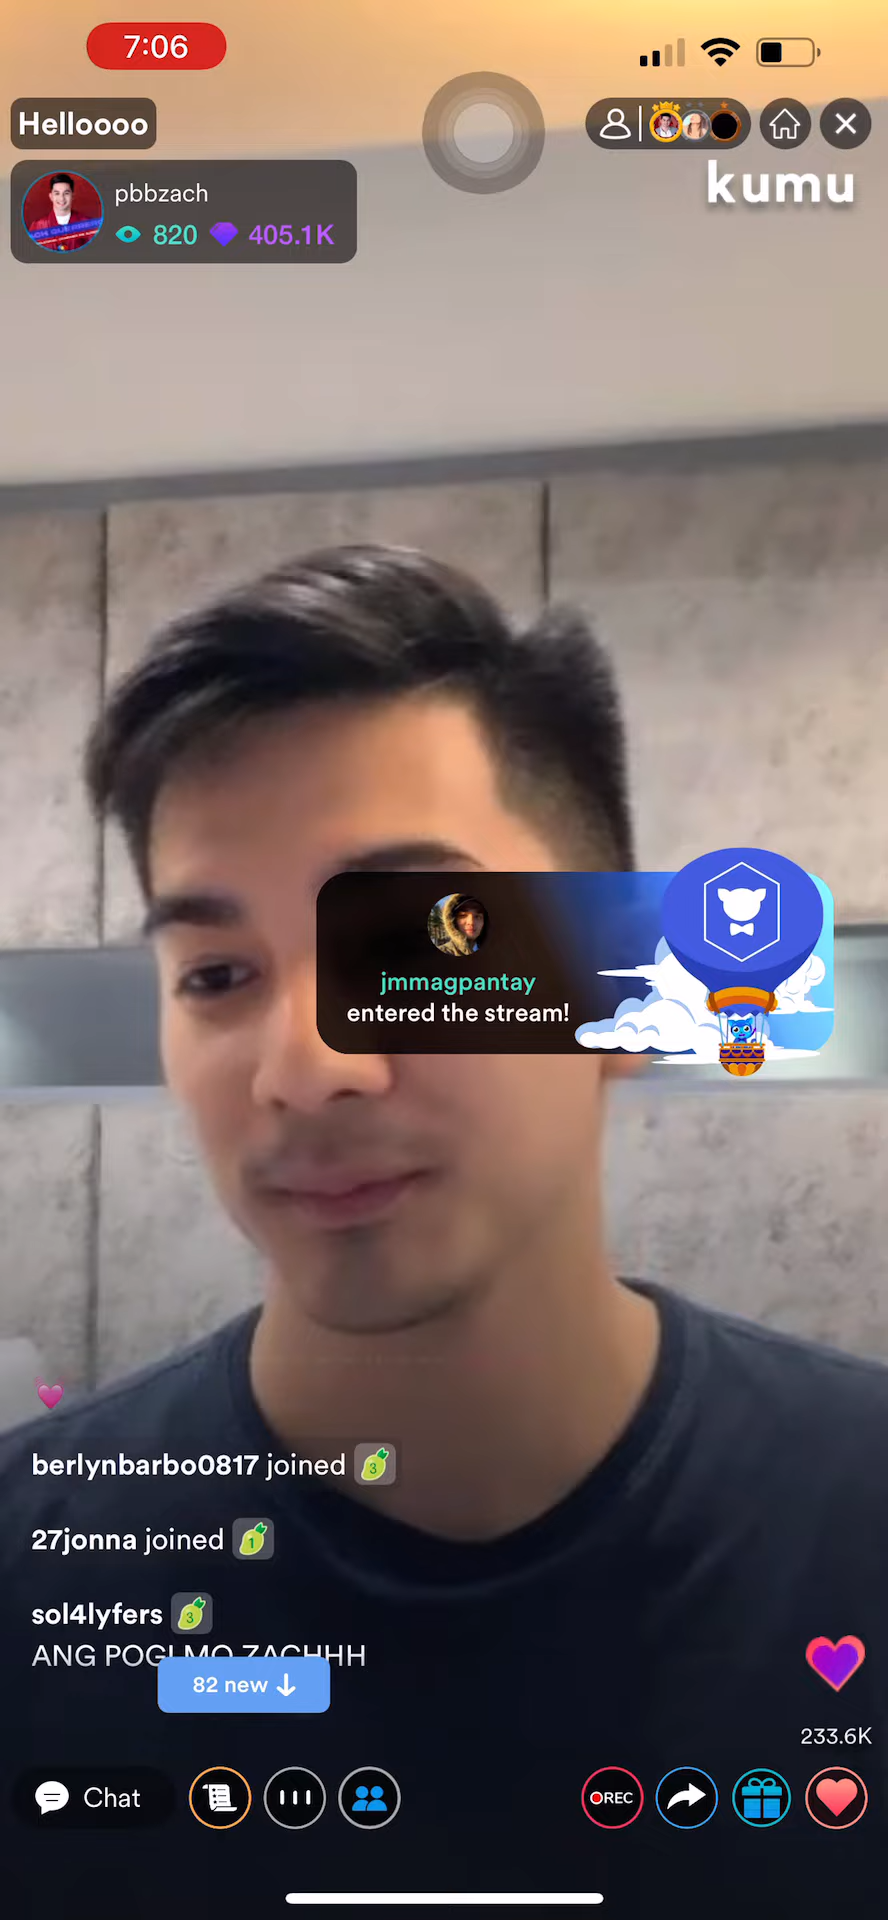 7:06
Helloooo
kumu
pbbzach
820 405.1K
jmmagpantay
entered the stream!
berlynbarbo0817 joined 3
27jonna joined 1
sol4lyfers 3
ANG POGI MO ZACHHH
82 new
233.6K
Chat
REC